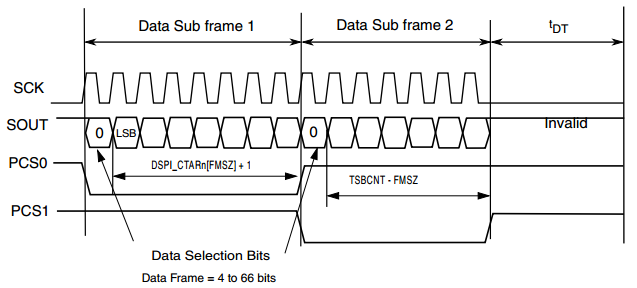 Data Sub frame 1
Data Sub frame 2
tDT
SCK
SOUT
0
LSB
0
Invalid
PCS0
DSPI_CTARn[FMSZ] + 1
TSBCNT - FMSZ
PCS1
Data Selection Bits
Data Frame = 4 to 66 bits